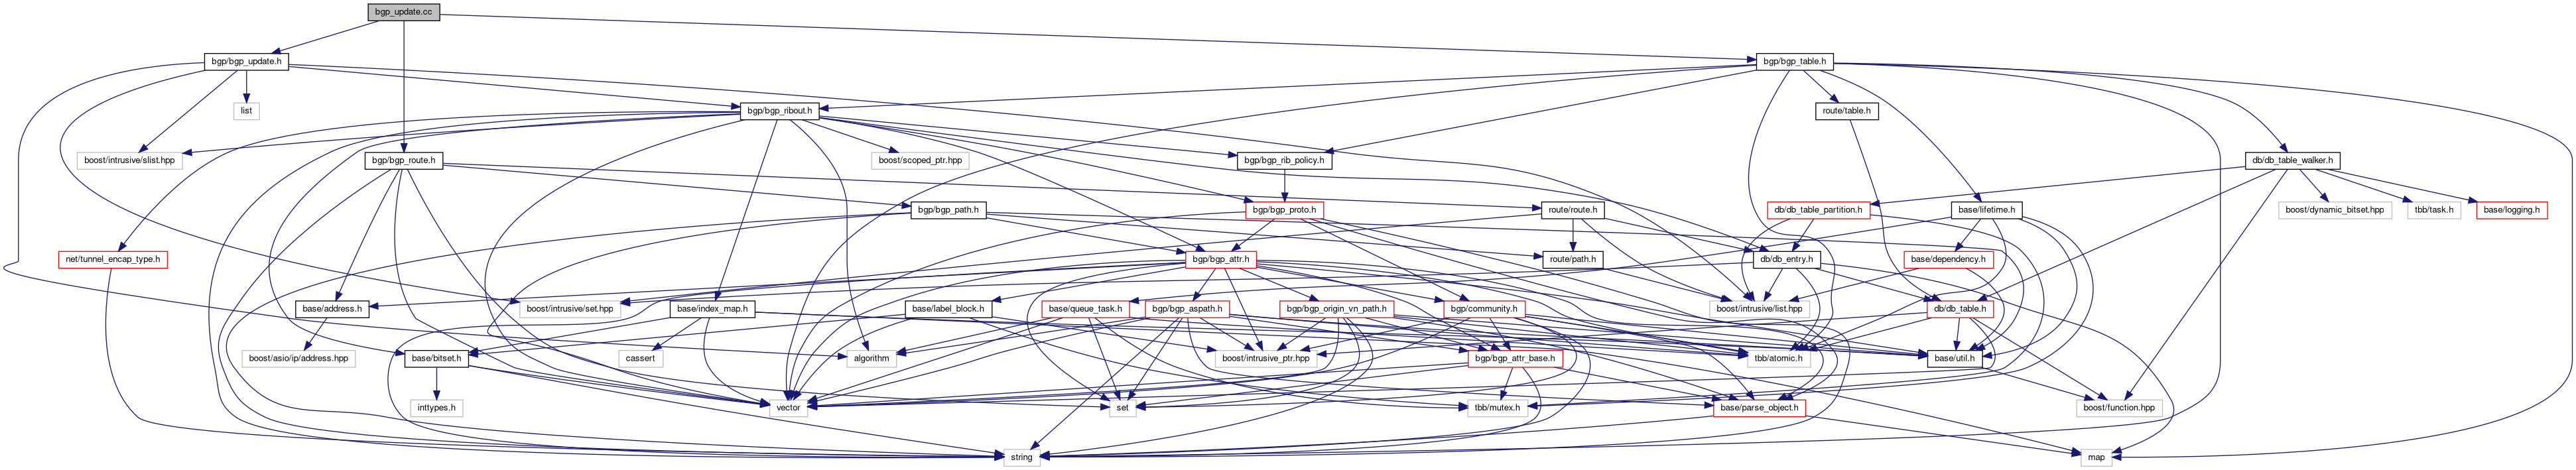 bgp_update.cc
bgp/bgp_update.h
bgp/bgp_table.h
list
bgp/bgp_ribout.h
route/table.h
boost/intrusive/slist.hpp
bgp/bgp_route.h
boost/scoped_ptr.hpp
bgp/bgp_rib_policy.h
db/db_table_walker.h
bgp/bgp_path.h
bgp/bgp_proto.h
route/route.h
db/db_table_partition.h
base/lifetime.h
boost/dynamic_bitset.hpp
tbb/task.h
base/logging.h
net/tunnel_encap_type.h
bgp/bgp_attr.h
route/path.h
db/db_entry.h
base/dependency.h
base/address.h
boost/intrusive/set.hpp
base/index_map.h
base/label_block.h
base/queue_task.h
bgp/bgp_aspath.h
bgp/bgp_origin_vn_path.h
bgp/community.h
boost/intrusive/list.hpp
db/db_table.h
boost/asio/ip/address.hpp
base/bitset.h
cassert
algorithm
boost/intrusive_ptr.hpp
bgp/bgp_attr_base.h
tbb/atomic.h
base/util.h
inttypes.h
vector
set
tbb/mutex.h
base/parse_object.h
boost/function.hpp
string
map